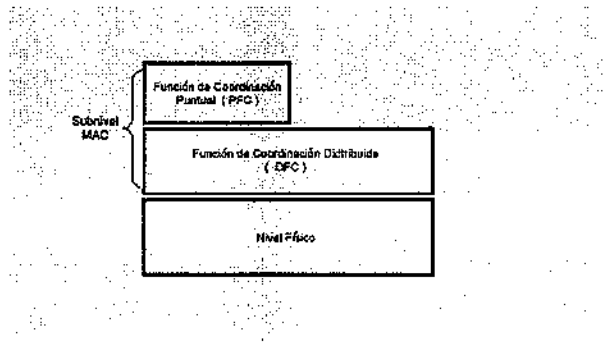 Función de Coordinación
Puntual ( PFC )
Subnivel
MAC
Función de Coordinación Distribuida
( DFC )
Nivel Físico